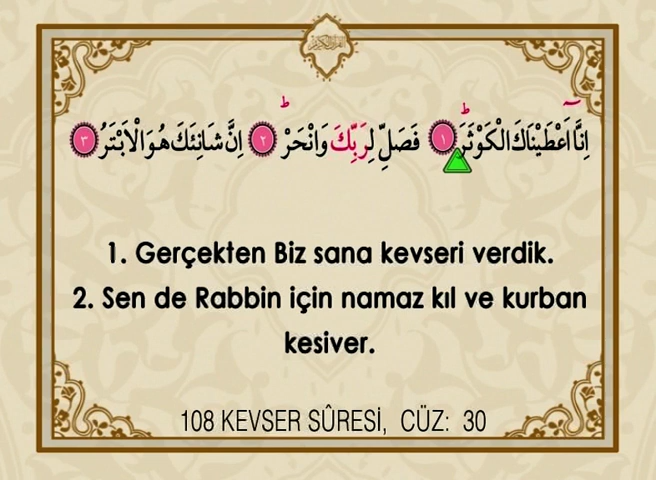 اِنَّٓا اَعْطَيْنَاكَ الْكَوْثَرَۜ ﴿١﴾ فَصَلِّ لِرَبِّكَ وَانْحَرْۜ ﴿٢﴾ اِنَّ شَانِئَكَ هُوَ الْاَبْتَرُ ﴿٣﴾
1. Gerçekten Biz sana kevseri verdik.
2. Sen de Rabbin için namaz kıl ve kurban
kesiver.
108 KEVSER SÛRESİ, CÜZ: 30